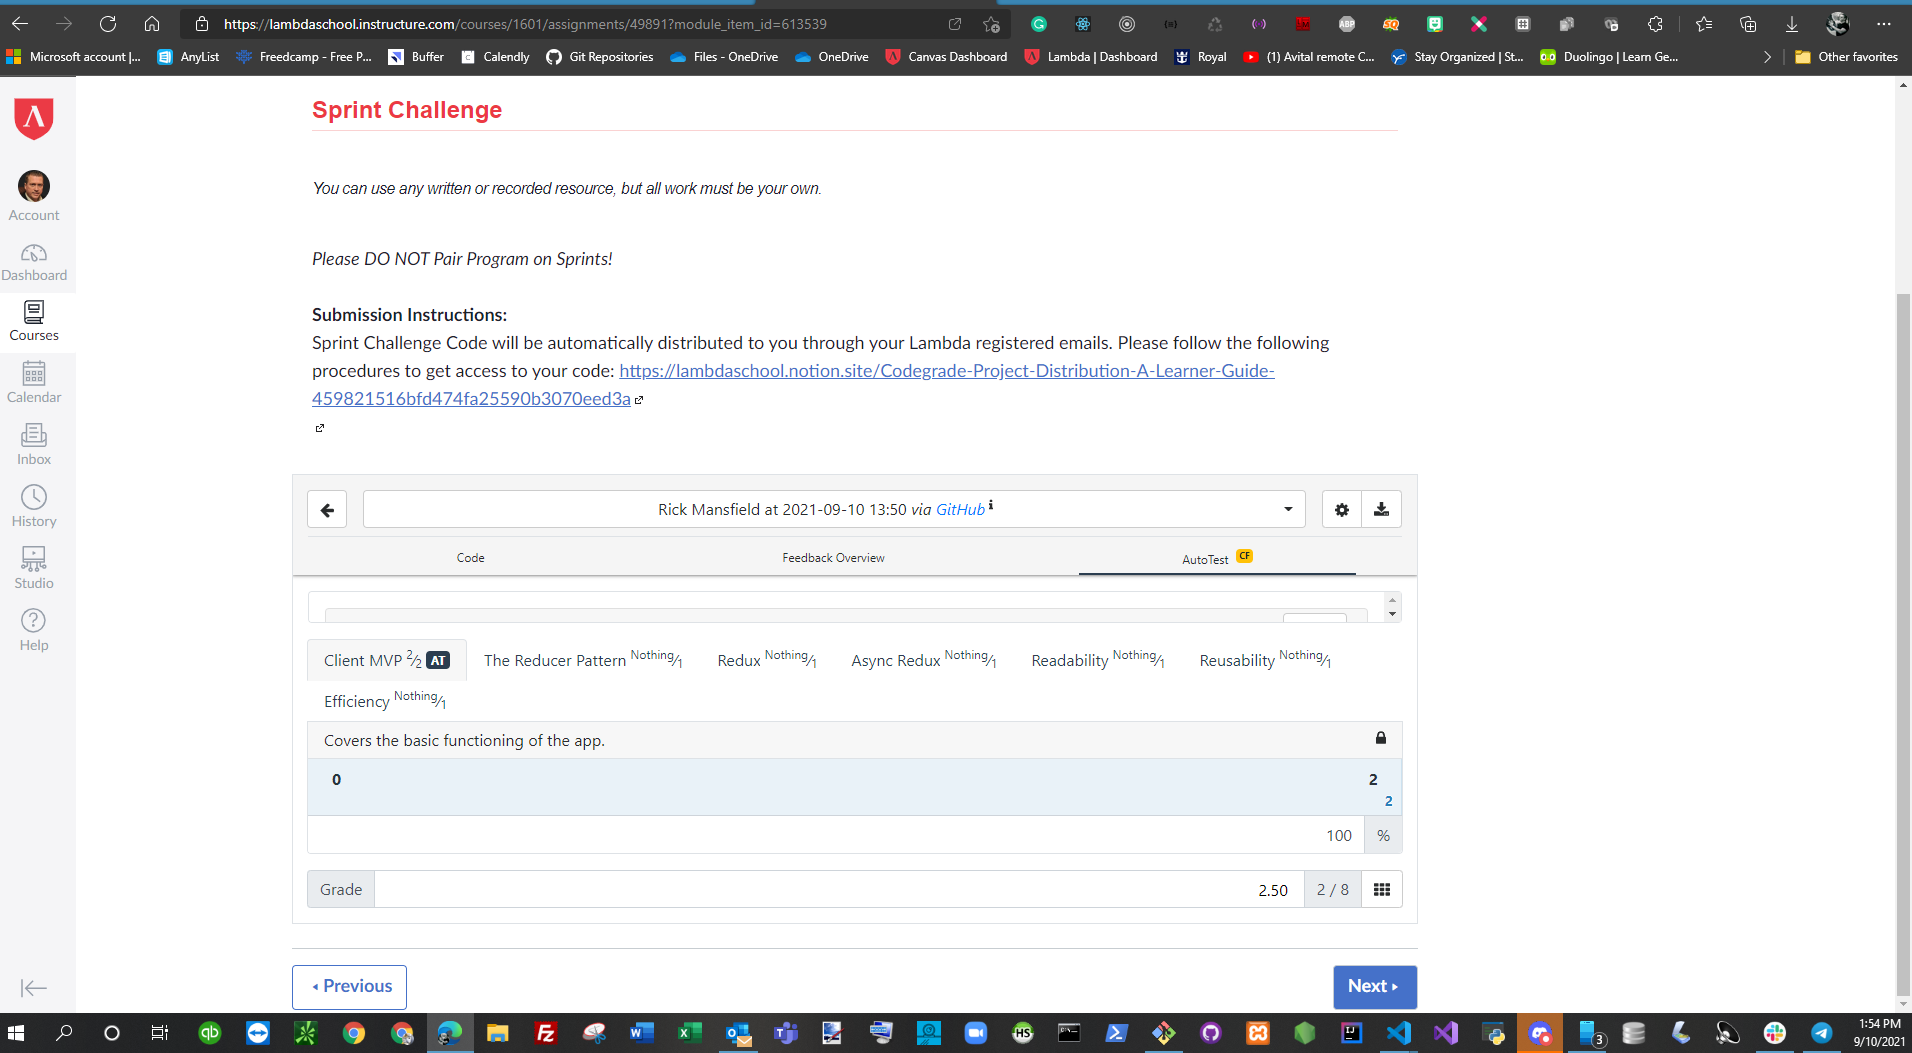 https://lambdaschool.instructure.com/courses/1601/assignments/49891?module_item_id=613539
Microsoft account |... AnyList Freedcamp - Free P... Buffer Calendly Git Repositories Files - OneDrive OneDrive Canvas Dashboard Lambda | Dashboard Royal (1) Avital remote C... Stay Organized | St... Duolingo | Learn Ge... Other favorites
Sprint Challenge
Account
You can use any written or recorded resource, but all work must be your own.
Dashboard
Please DO NOT Pair Program on Sprints!
Courses
Submission Instructions:
Sprint Challenge Code will be automatically distributed to you through your Lambda registered emails. Please follow the following
procedures to get access to your code: https://lambdaschool.notion.site/Codegrade-Project-Distribution-A-Learner-Guide-
459821516bfd474fa25590b3070eed3a
Calendar
Inbox
History
Studio
Help
Rick Mansfield at 2021-09-10 13:50 via GitHub i
Code Feedback Overview AutoTest CF
Client MVP 2/2 AT The Reducer Pattern Nothing/1 Redux Nothing/1 Async Redux Nothing/1 Readability Nothing/1 Reusability Nothing/1
Efficiency Nothing/1
Covers the basic functioning of the app.
0 2
2
100 %
Grade 2.50 2 / 8
Previous Next
1:54 PM
9/10/2021